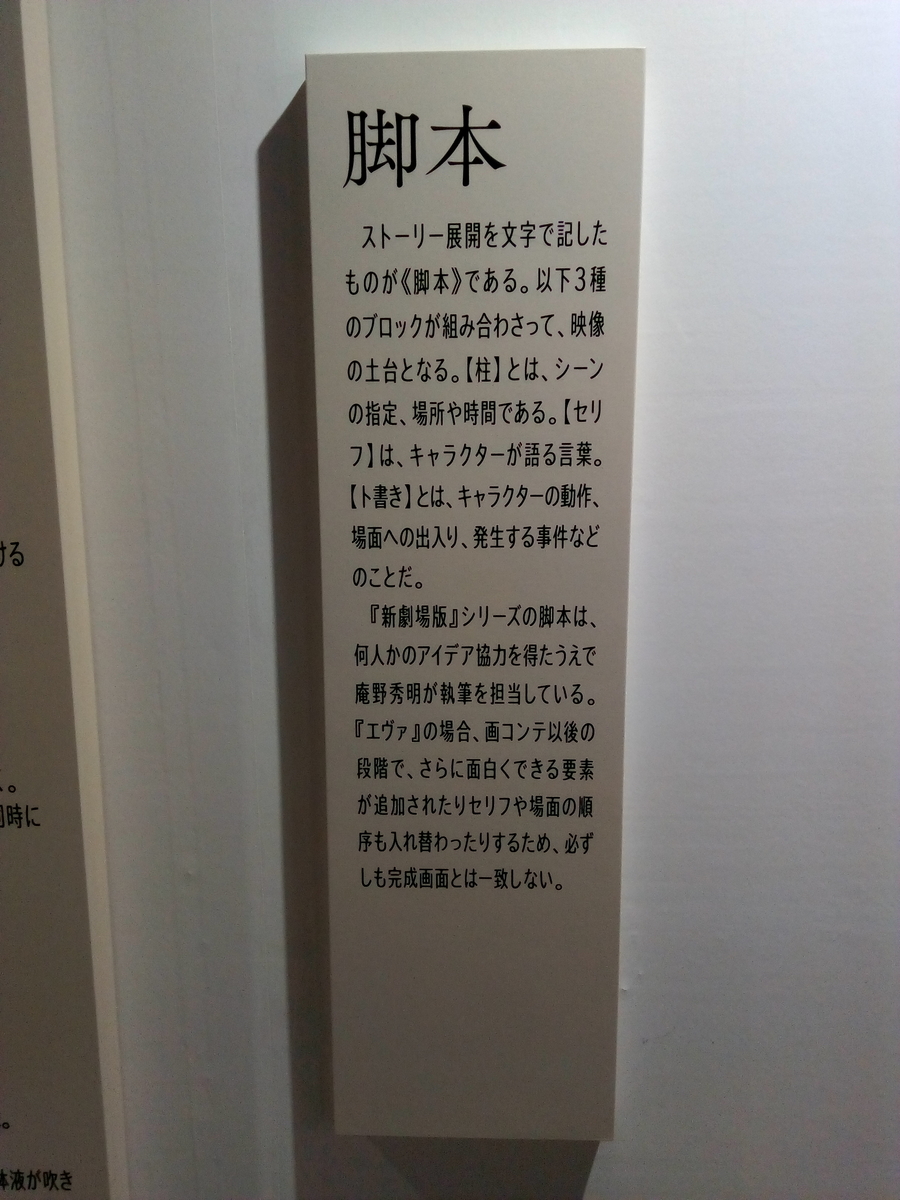 脚本
ストーリー展開を文字で記した
ものが《脚本》である。以下３種
のブロックが組み合わさって、映像
の土台となる。【柱】とは、シーン
の指定、場所や時間である。【セリ
フ】は、キャラクターが語る言葉。
【ト書き】とは、キャラクターの動作、
場面への出入り、発生する事件など
のことだ。
『新劇場版』シリーズの脚本は、
何人かのアイデア協力を得たうえで
庵野秀明が執筆を担当している。
『エヴァ』の場合、画コンテ以後の
段階で、さらに面白くできる要素
が追加されたりセリフや場面の順
序も入れ替わったりするため、必ず
しも完成画面とは一致しない。
ける
。
同時に
。
体液が吹き